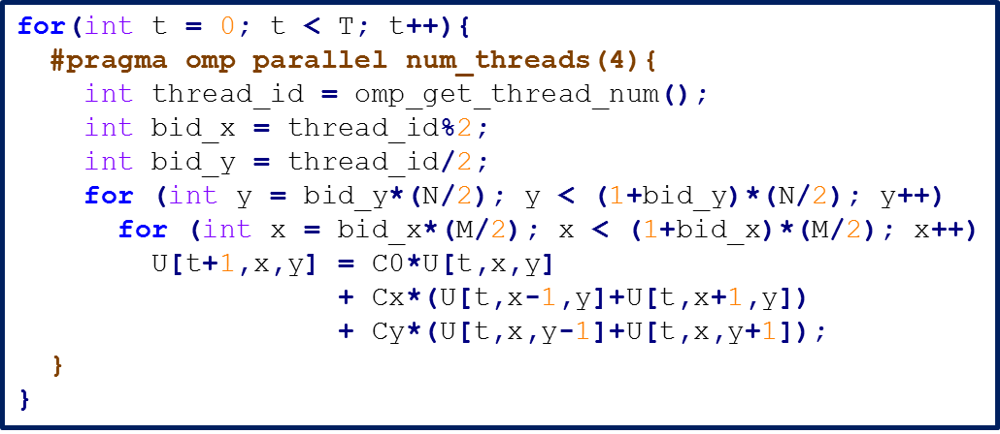 for(int t = 0; t < T; t++){
  #pragma omp parallel num_threads(4){
    int thread_id = omp_get_thread_num();
    int bid_x = thread_id%2;
    int bid_y = thread_id/2;
    for (int y = bid_y*(N/2); y < (1+bid_y)*(N/2); y++)
      for (int x = bid_x*(M/2); x < (1+bid_x)*(M/2); x++)
        U[t+1,x,y] = C0*U[t,x,y]
                   + Cx*(U[t,x-1,y]+U[t,x+1,y])
                   + Cy*(U[t,x,y-1]+U[t,x,y+1]);
  }
}